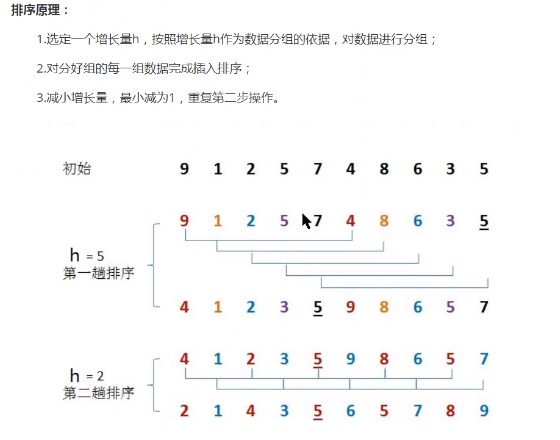 排序原理：
1.选定一个增长量h，按照增长量h作为数据分组的依据，对数据进行分组；
2.对分好组的每一组数据完成插入排序；
3.减小增长量，最小减为1，重复第二步操作。
初始 9 1 2 5 7 4 8 6 3 5
9 1 2 5 7 4 8 6 3 5
h = 5
第一趟排序
4 1 2 3 5 9 8 6 5 7
4 1 2 3 5 9 8 6 5 7
h = 2
第二趟排序
2 1 4 3 5 6 5 7 8 9